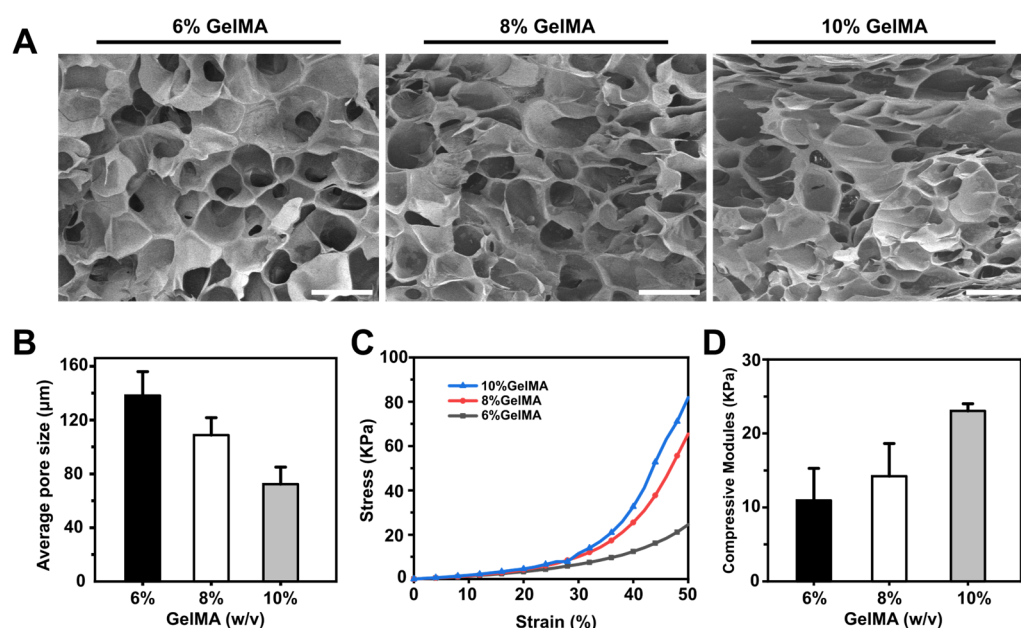 6% GelMA
8% GelMA
10% GelMA
A
B
Average pore size (μm)
160
120
80
40
0
6%
8%
10%
GelMA (w/v)
C
Stress (KPa)
100
80
60
40
20
0
10%GelMA
8%GelMA
6%GelMA
0
10
20
30
40
50
Strain (%)
D
Compressive Modules (KPa)
30
20
10
0
6%
8%
10%
GelMA (w/v)